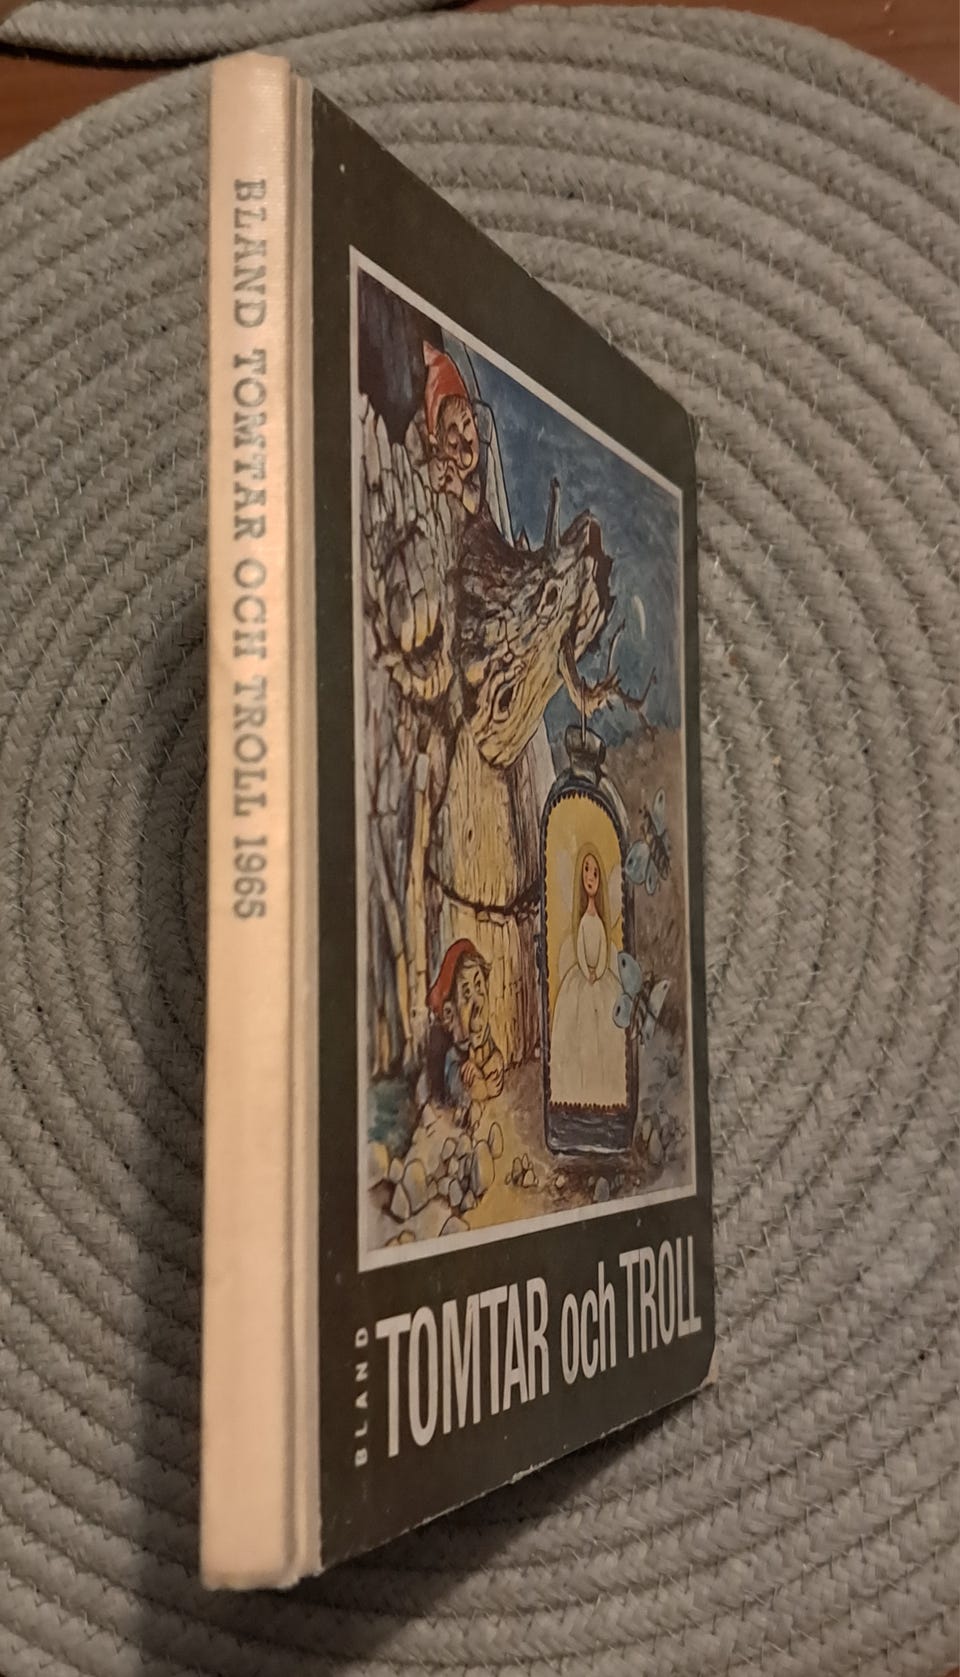 BLAND TOMTAR OCH TROLL 1965
BLAND
TOMTAR och TROLL